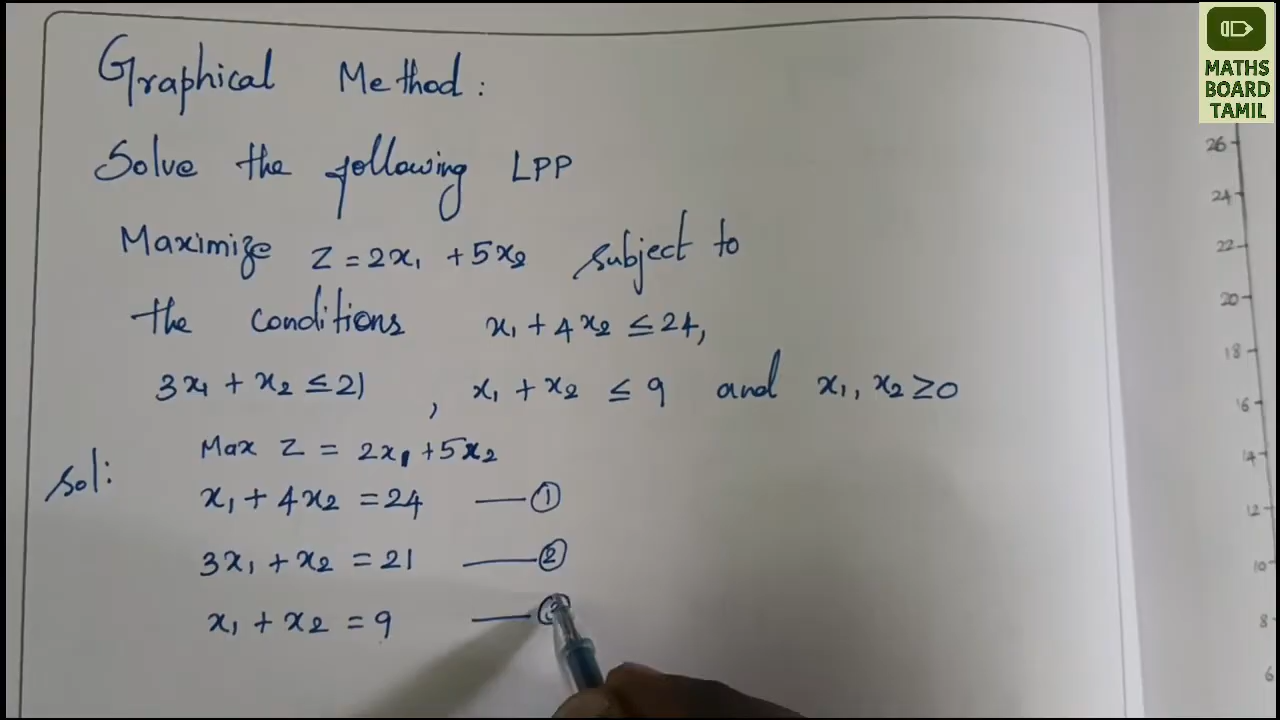 Graphical Method:
Solve the following LPP
Maximize Z = 2x₁ + 5x₂ subject to
the conditions x₁ + 4x₂ ≤ 24,
3x₁ + x₂ ≤ 21, x₁ + x₂ ≤ 9 and x₁, x₂ ≥ 0
Sol: Max Z = 2x₁ + 5x₂
x₁ + 4x₂ = 24 —— ①
3x₁ + x₂ = 21 —— ②
x₁ + x₂ = 9 ——
MATHS
BOARD
TAMIL
26
24
22
20
18
16
14
12
10
8
6